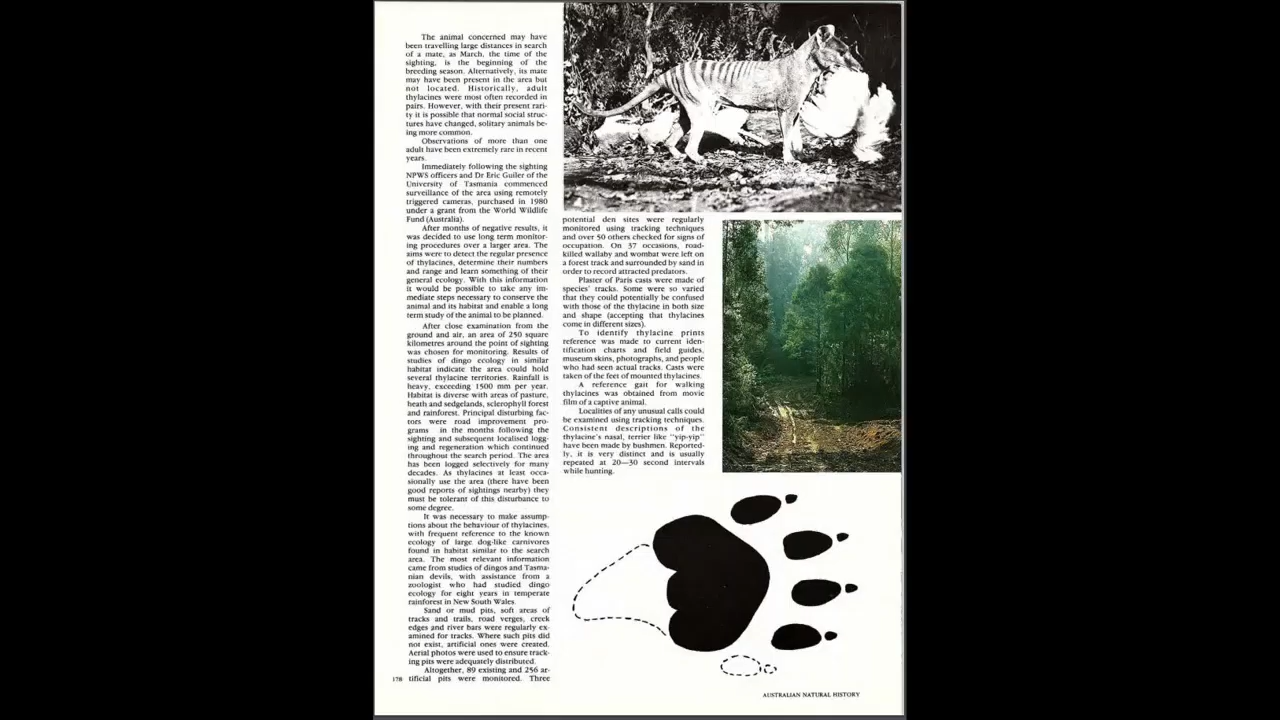 The animal concerned may have
been travelling large distances in search
of a mate, as March, the time of the
sighting, is the beginning of the
breeding season. Alternatively, its mate
may have been present in the area but
not located. Historically, adult
thylacines were most often recorded in
pairs. However, with their present rari-
ty it is possible that normal social struc-
tures have changed, solitary animals be-
ing more common.
Observations of more than one
adult have been extremely rare in recent
years.
Immediately following the sighting
NPWS officers and Dr Eric Guiler of the
University of Tasmania commenced
surveillance of the area using remotely
triggered cameras, purchased in 1980
under a grant from the World Wildlife
Fund (Australia).
After months of negative results, it
was decided to use long term monitor-
ing procedures over a larger area. The
aims were to detect the regular presence
of thylacines, determine their numbers
and range and learn something of their
general ecology. With this information
it would be possible to take any im-
mediate steps necessary to conserve the
animal and its habitat and enable a long
term study of the animal to be planned.
After close examination from the
ground and air, an area of 250 square
kilometres around the point of sighting
was chosen for monitoring. Results of
studies of dingo ecology in similar
habitat indicate the area could hold
several thylacine territories. Rainfall is
heavy, exceeding 1500 mm per year.
Habitat is diverse with areas of pasture,
heath and sedgelands, sclerophyll forest
and rainforest. Principal disturbing fac-
tors were road improvement pro-
grams in the months following the
sighting and subsequent localised logg-
ing and regeneration which continued
throughout the search period. The area
has been logged selectively for many
decades. As thylacines at least occa-
sionally use the area (there have been
good reports of sightings nearby) they
must be tolerant of this disturbance to
some degree.
It was necessary to make assump-
tions about the behaviour of thylacines,
with frequent reference to the known
ecology of large dog-like carnivores
found in habitat similar to the search
area. The most relevant information
came from studies of dingos and Tasma-
nian devils, with assistance from a
zoologist who had studied dingo
ecology for eight years in temperate
rainforest in New South Wales.
Sand or mud pits, soft areas of
tracks and trails, road verges, creek
edges and river bars were regularly ex-
amined for tracks. Where such pits did
not exist, artificial ones were created.
Aerial photos were used to ensure track-
ing pits were adequately distributed.
Altogether, 89 existing and 256 ar-
tificial pits were monitored. Three
178
potential den sites were regularly
monitored using tracking techniques
and over 50 others checked for signs of
occupation. On 37 occasions, road-
killed wallaby and wombat were left on
a forest track and surrounded by sand in
order to record attracted predators.
Plaster of Paris casts were made of
species' tracks. Some were so varied
that they could potentially be confused
with those of the thylacine in both size
and shape (accepting that thylacines
come in different sizes).
To identify thylacine prints
reference was made to current iden-
tification charts and field guides,
museum skins, photographs, and people
who had seen actual tracks. Casts were
taken of the feet of mounted thylacines.
A reference gait for walking
thylacines was obtained from movie
film of a captive animal.
Localities of any unusual calls could
be examined using tracking techniques.
Consistent descriptions of the
thylacine's nasal, terrier like "yip-yip"
have been made by bushmen. Reported-
ly, it is very distinct and is usually
repeated at 20—30 second intervals
while hunting.
AUSTRALIAN NATURAL HISTORY